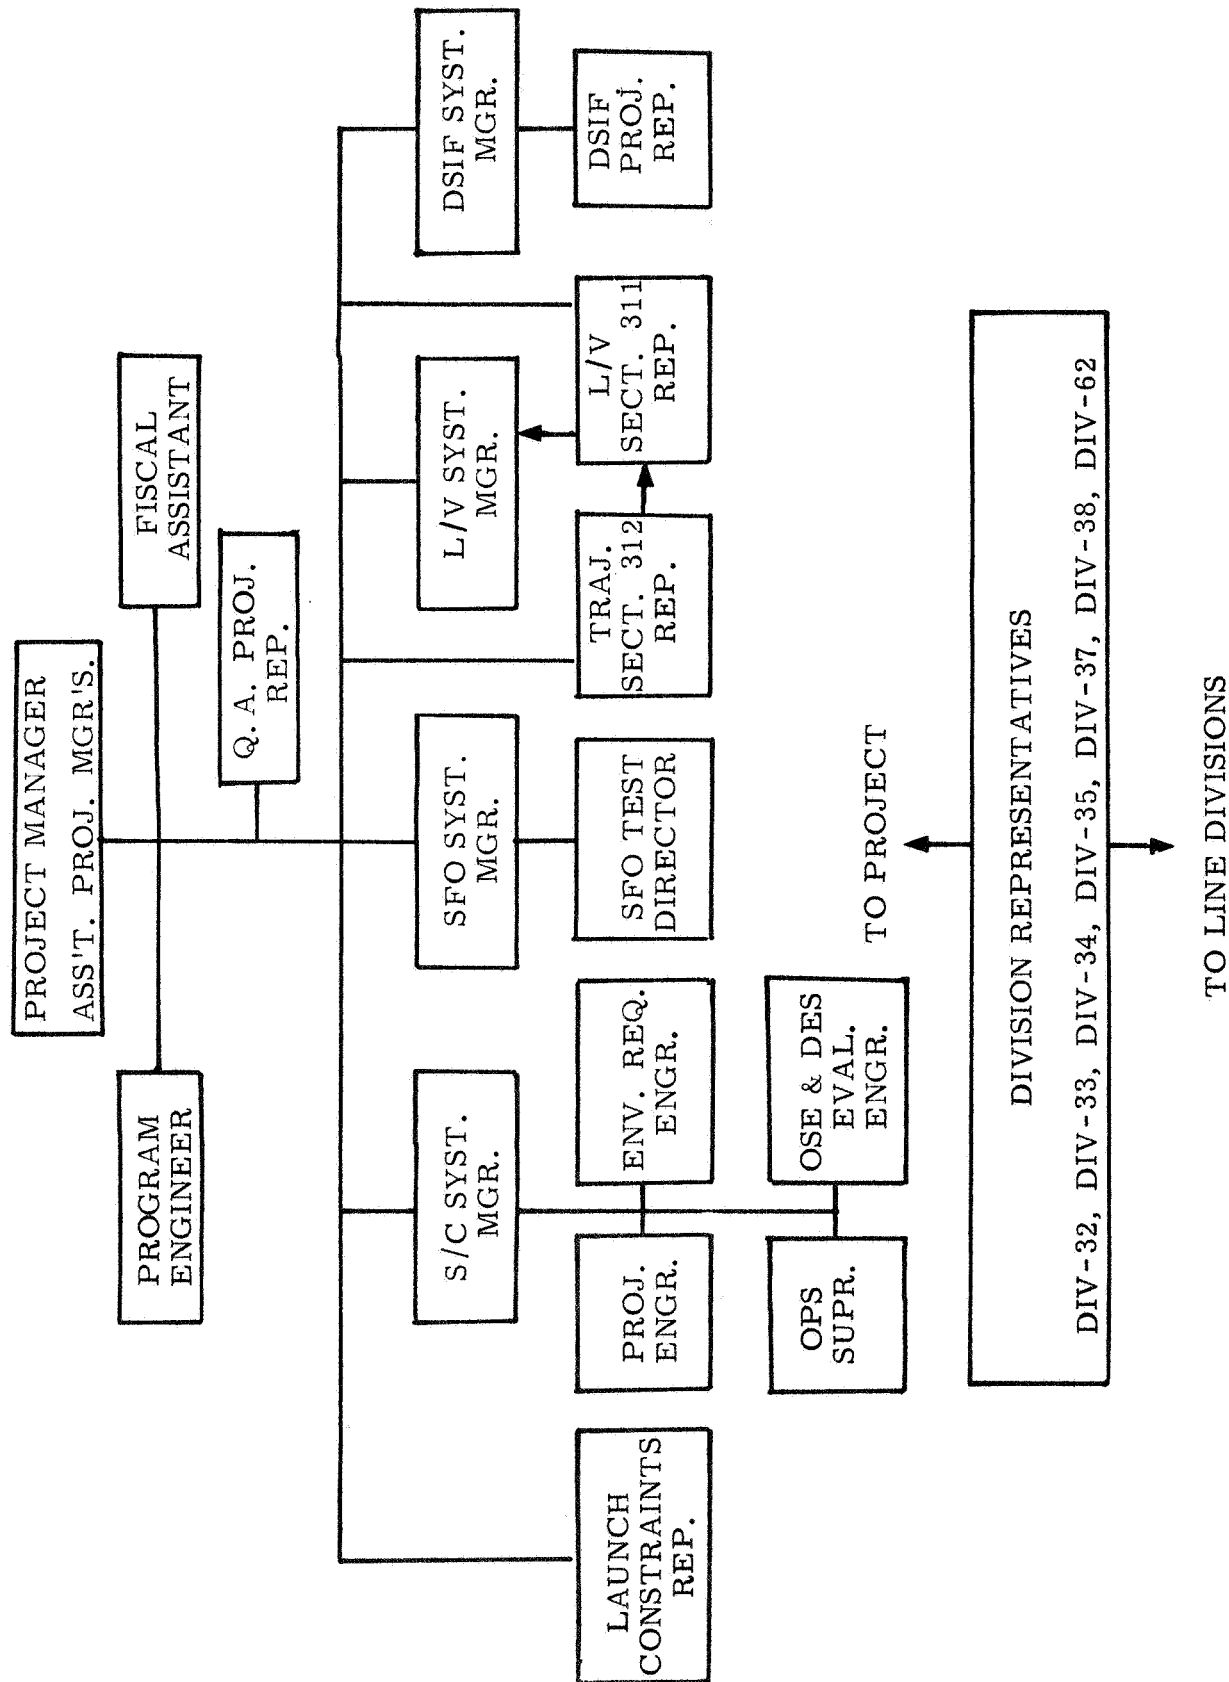 PROJECT MANAGER
ASS'T. PROJ. MGR'S.
PROGRAM
ENGINEER
FISCAL
ASSISTANT
Q. A. PROJ.
REP.
S/C SYST.
MGR.
SFO SYST.
MGR.
L/V SYST.
MGR.
DSIF SYST.
MGR.
LAUNCH
CONSTRAINTS
REP.
PROJ.
ENGR.
ENV. REQ.
ENGR.
SFO TEST
DIRECTOR
TRAJ.
SECT. 312
REP.
L/V
SECT. 311
REP.
DSIF
PROJ.
REP.
OPS
SUPR.
OSE & DES
EVAL.
ENGR.
TO PROJECT
DIVISION REPRESENTATIVES
DIV-32, DIV-33, DIV-34, DIV-35, DIV-37, DIV-38, DIV-62
TO LINE DIVISIONS